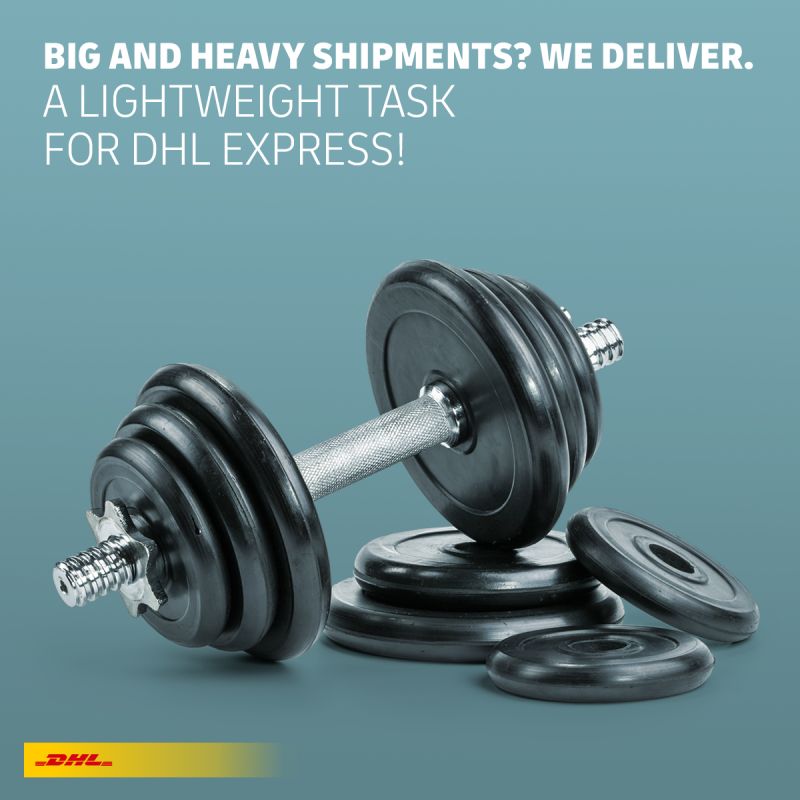 BIG AND HEAVY SHIPMENTS? WE DELIVER.
A LIGHTWEIGHT TASK
FOR DHL EXPRESS!
DHL